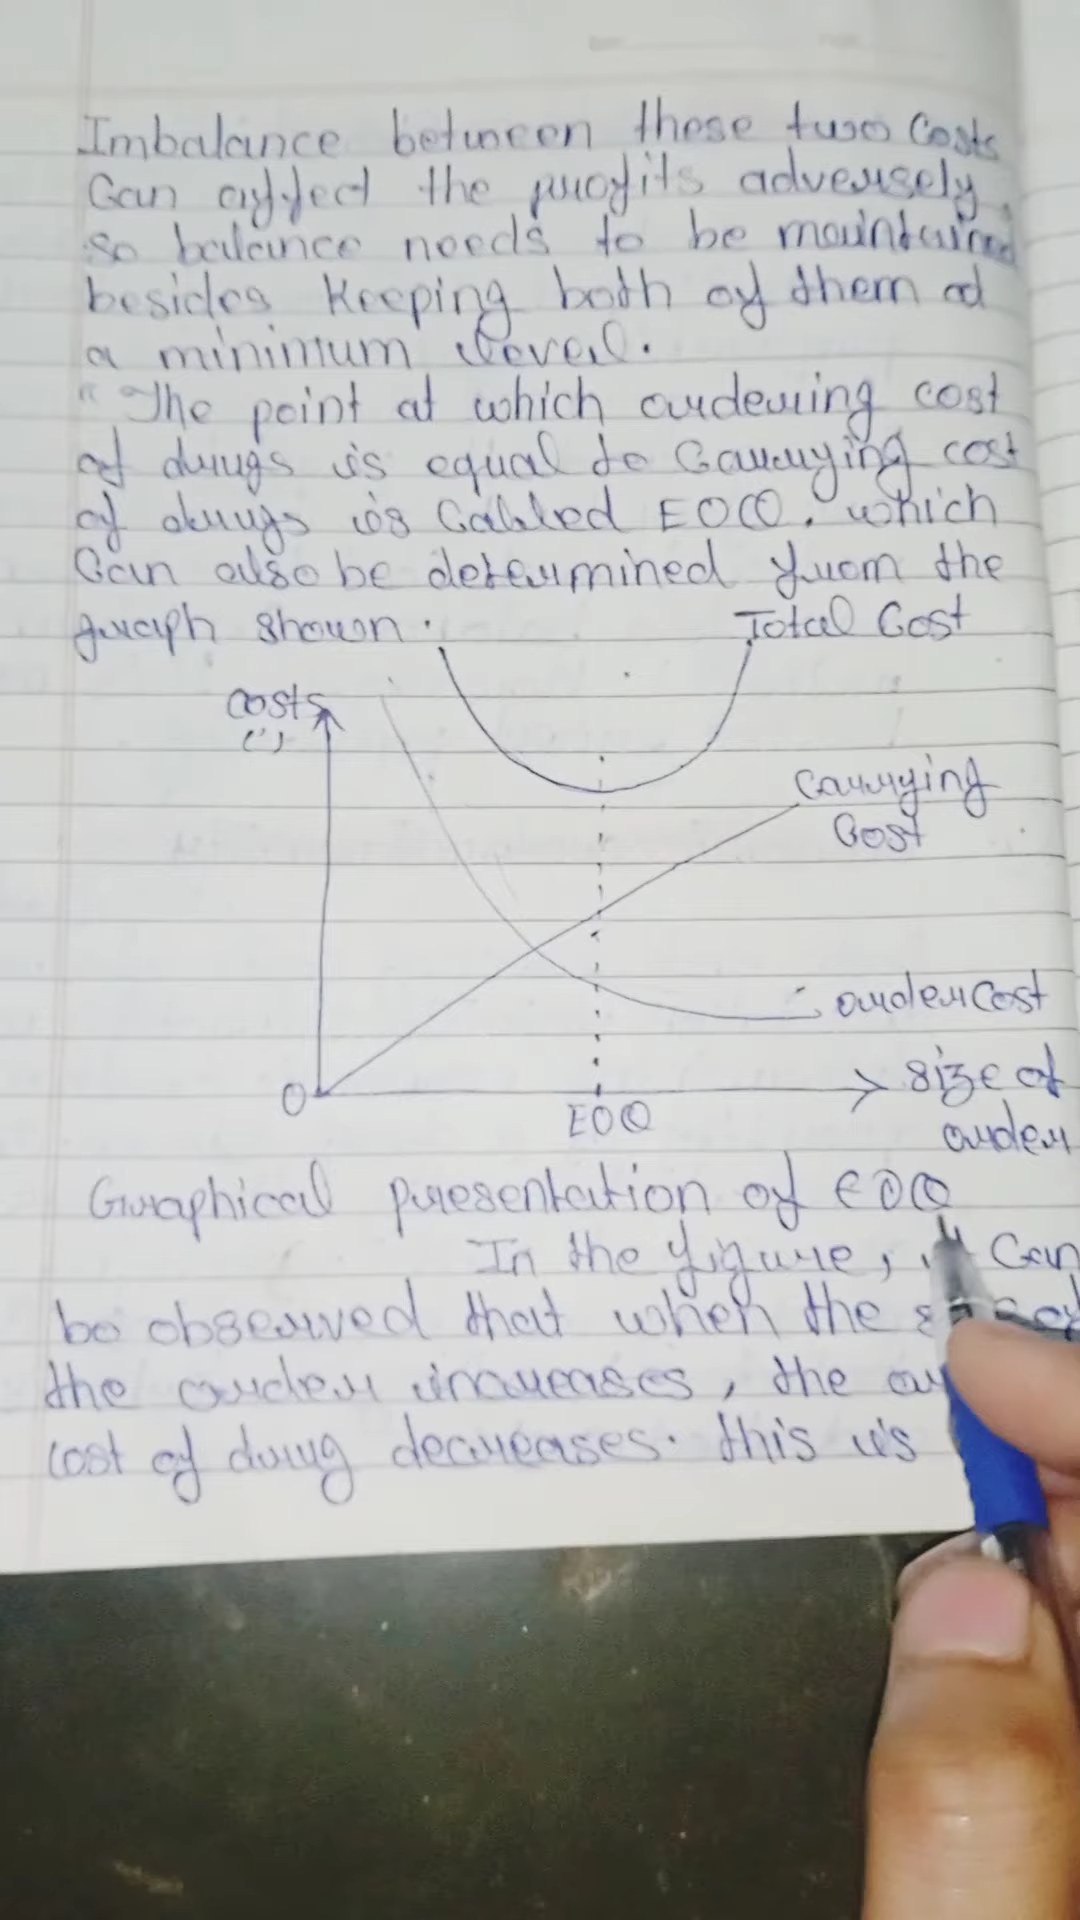 Imbalance between these two Costs
Can affect the profits adversely,
so balance needs to be maintained
besides Keeping both of them at
a minimum level.
"The point at which ordering cost
of drugs is equal to Carrying cost
of drugs is Called EOQ. which
Can also be determined from the
graph shown.
Total Cost
costs
Carrying
Cost
order Cost
O
EOQ
size of
order
Graphical presentation of EOQ
In the figure, it Can
be observed that when the of
the order increases, the
cost of drug decreases. this is